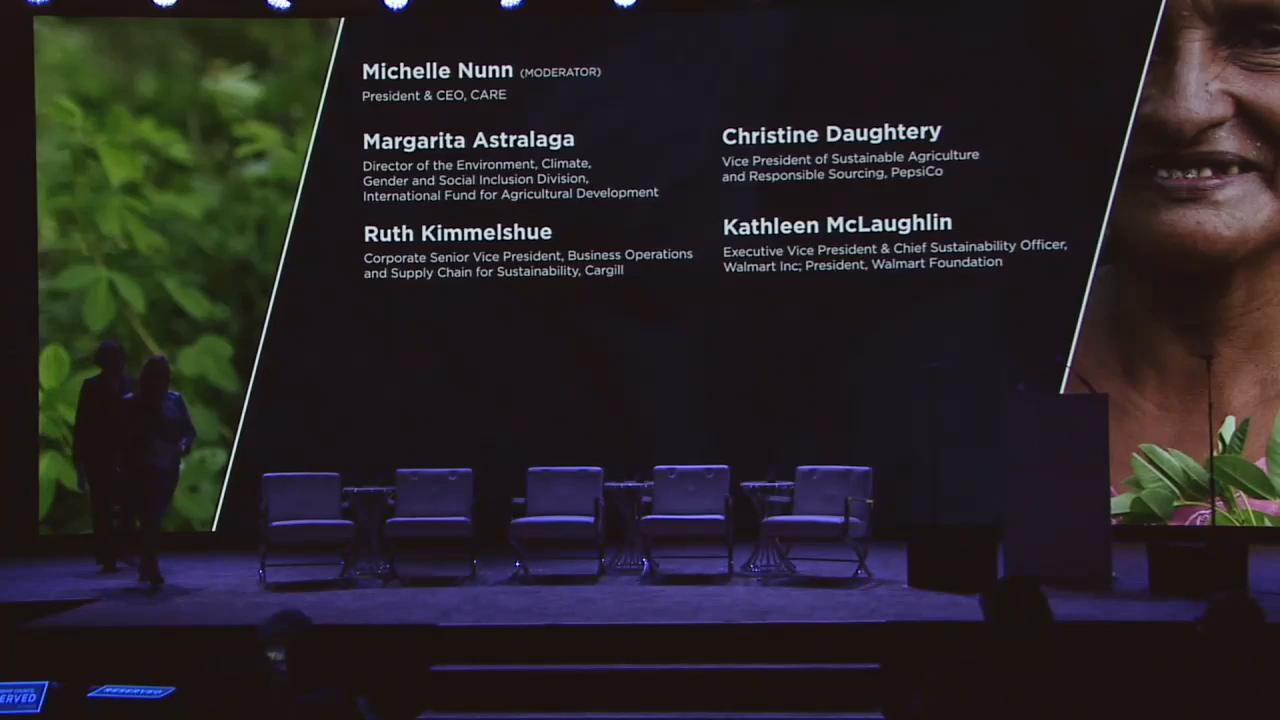 Michelle Nunn (MODERATOR)
President & CEO, CARE
Margarita Astralaga
Director of the Environment, Climate,
Gender and Social Inclusion Division,
International Fund for Agricultural Development
Ruth Kimmelshue
Corporate Senior Vice President, Business Operations
and Supply Chain for Sustainability, Cargill
Christine Daughtery
Vice President of Sustainable Agriculture
and Responsible Sourcing, PepsiCo
Kathleen McLaughlin
Executive Vice President & Chief Sustainability Officer,
Walmart Inc; President, Walmart Foundation
COUNCIL
ERVED
RESERVED